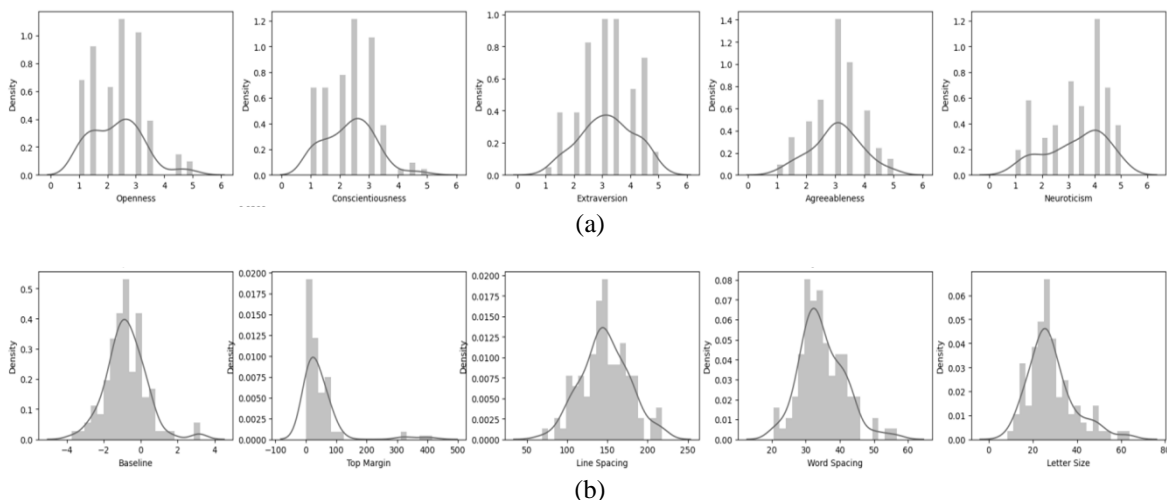 1.0
0.8
0.6
0.4
0.2
0.0
Density
0 1 2 3 4 5 6
Openness
1.2
1.0
0.8
0.6
0.4
0.2
0.0
Density
0 1 2 3 4 5 6
Conscientiousness
1.0
0.8
0.6
0.4
0.2
0.0
Density
0 1 2 3 4 5 6
Extraversion
1.4
1.2
1.0
0.8
0.6
0.4
0.2
0.0
Density
0 1 2 3 4 5 6
Agreeableness
1.2
1.0
0.8
0.6
0.4
0.2
0.0
Density
0 1 2 3 4 5 6
Neuroticism
(a)
0.5
0.4
0.3
0.2
0.1
0.0
Density
−4 −2 0 2 4
Baseline
0.0200
0.0175
0.0150
0.0125
0.0100
0.0075
0.0050
0.0025
0.0000
Density
−100 0 100 200 300 400 500
Top Margin
0.0200
0.0175
0.0150
0.0125
0.0100
0.0075
0.0050
0.0025
0.0000
Density
50 100 150 200 250
Line Spacing
0.08
0.07
0.06
0.05
0.04
0.03
0.02
0.01
0.00
Density
20 30 40 50 60
Word Spacing
0.06
0.05
0.04
0.03
0.02
0.01
0.00
Density
0 20 40 60 80
Letter Size
(b)